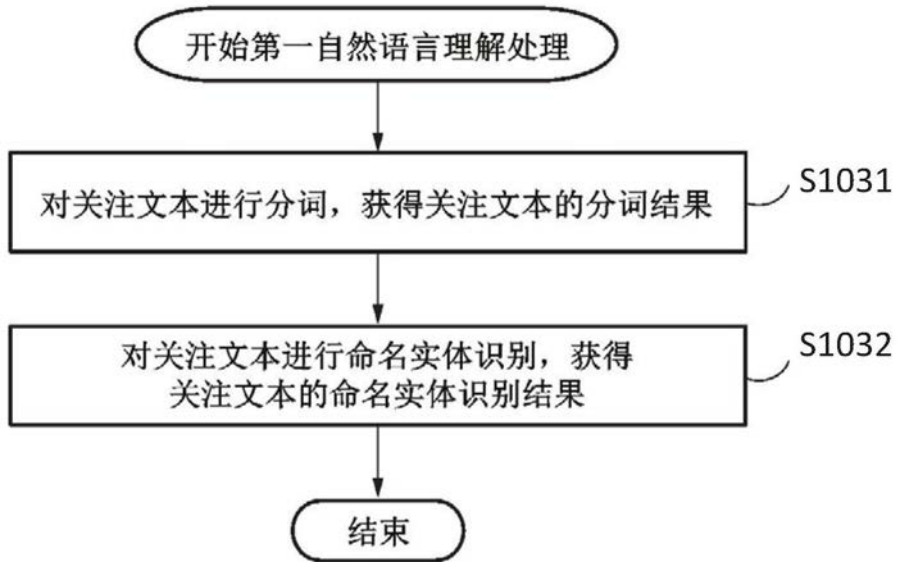 开始第一自然语言理解处理
对关注文本进行分词，获得关注文本的分词结果
S1031
对关注文本进行命名实体识别，获得
关注文本的命名实体识别结果
S1032
结束